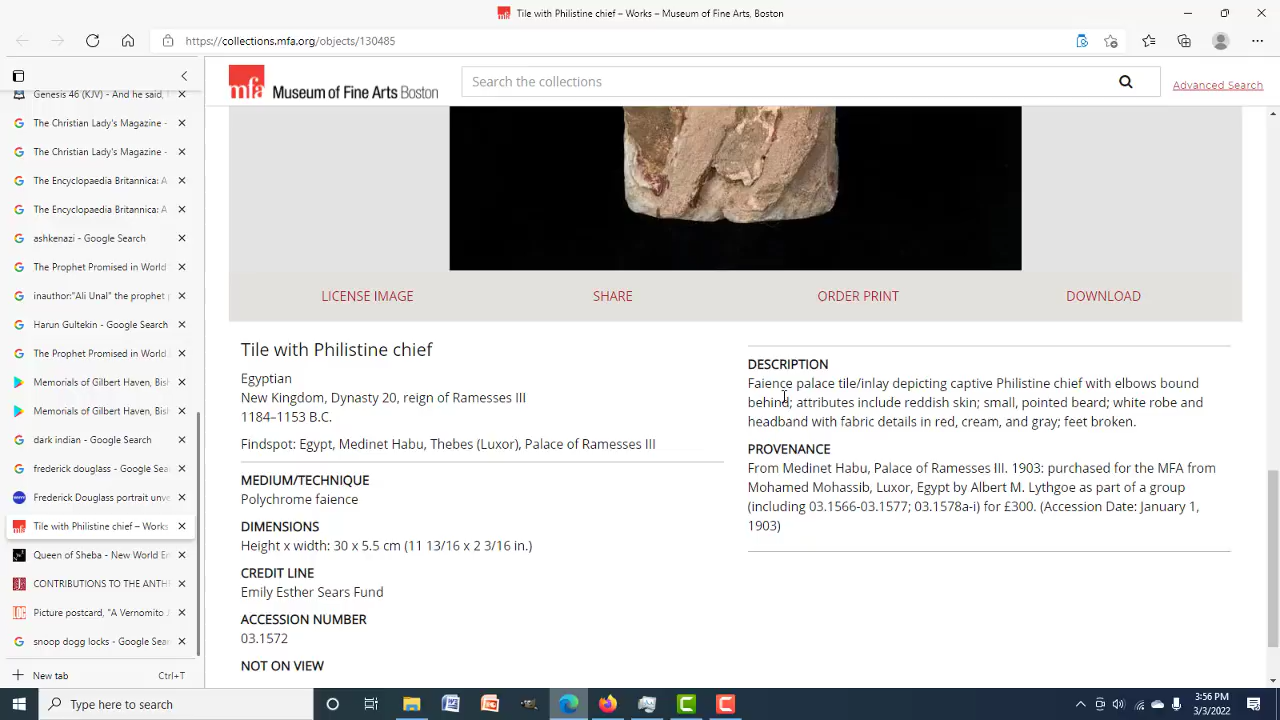 Tile with Philistine chief – Works – Museum of Fine Arts, Boston
https://collections.mfa.org/objects/130485
Genesis 46 (KJV) - And he said,
The Christian Lady's Magazine -
The Christian Lady's Magazine -
The Encyclopaedia Britannica: A
The Encyclopaedia Britannica: A
ashkenazi - Google Search
The Prophet Promised in World
inauthor:"Ali Unal" the prophet
Harun Gultekin - Google Search
The Prophet Promised in World
Memorials of Gilbert Haven, Bish
Memorials of Gilbert Haven, Bish
dark indian - Google Search
frederick douglass - Google Sea
Frederick Douglass portrait unve
Tile with Philistine chief – Works
Queen of Sheba - New World En
CONTRIBUTIONS TO THE ANTH
Picture postcard, "A Vernomito
snoop dogg locks - Google Sear
New tab Ctrl+T
mfa Museum of Fine Arts Boston
Search the collections
Advanced Search
LICENSE IMAGE SHARE ORDER PRINT DOWNLOAD
Tile with Philistine chief
Egyptian
New Kingdom, Dynasty 20, reign of Ramesses III
1184–1153 B.C.
Findspot: Egypt, Medinet Habu, Thebes (Luxor), Palace of Ramesses III
MEDIUM/TECHNIQUE
Polychrome faience
DIMENSIONS
Height x width: 30 x 5.5 cm (11 13/16 x 2 3/16 in.)
CREDIT LINE
Emily Esther Sears Fund
ACCESSION NUMBER
03.1572
NOT ON VIEW
DESCRIPTION
Faience palace tile/inlay depicting captive Philistine chief with elbows bound
behind; attributes include reddish skin; small, pointed beard; white robe and
headband with fabric details in red, cream, and gray; feet broken.
PROVENANCE
From Medinet Habu, Palace of Ramesses III. 1903: purchased for the MFA from
Mohamed Mohassib, Luxor, Egypt by Albert M. Lythgoe as part of a group
(including 03.1566-03.1577; 03.1578a-i) for £300. (Accession Date: January 1,
1903)
Type here to search
3:56 PM
3/3/2022